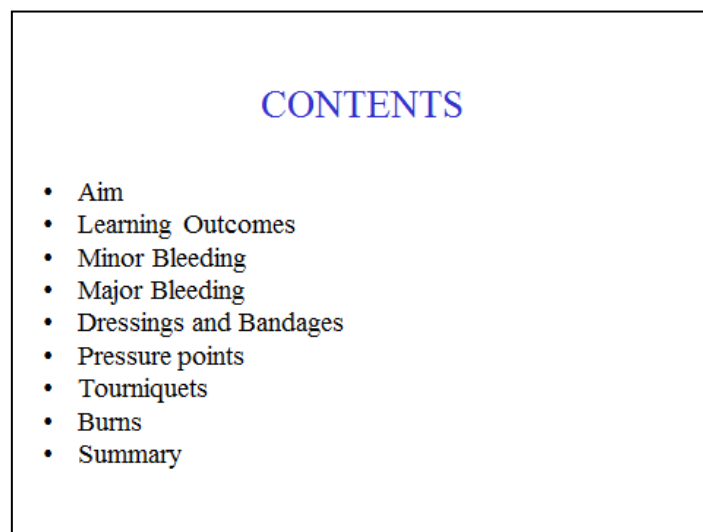 CONTENTS
• Aim
• Learning Outcomes
• Minor Bleeding
• Major Bleeding
• Dressings and Bandages
• Pressure points
• Tourniquets
• Burns
• Summary